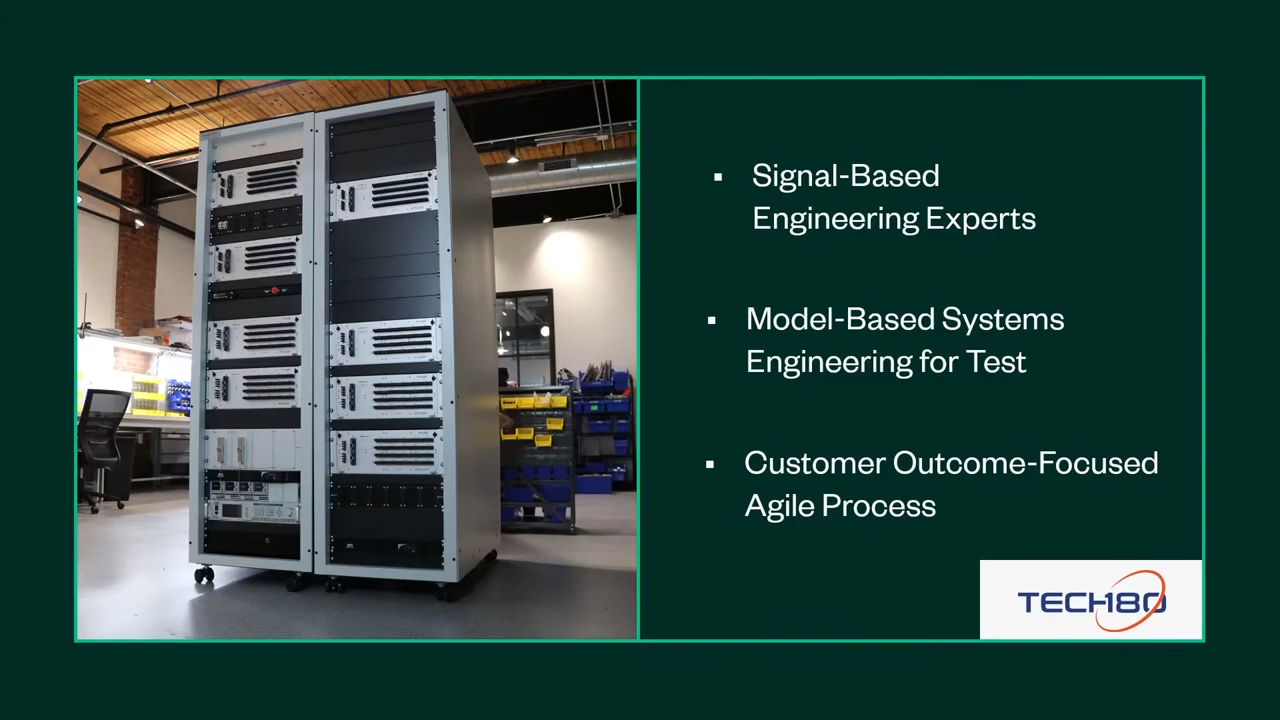 ▪ Signal-Based
Engineering Experts
▪ Model-Based Systems
Engineering for Test
▪ Customer Outcome-Focused
Agile Process
TECH180